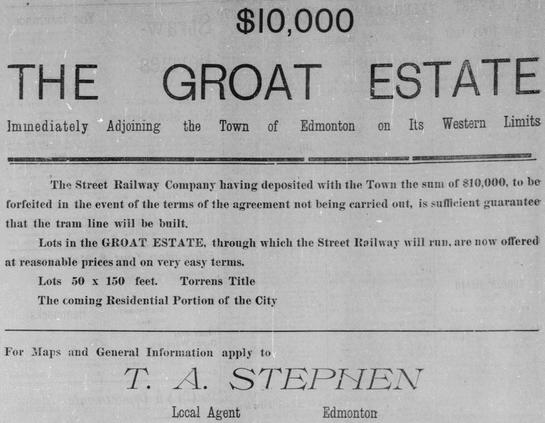 $10,000
THE GROAT ESTATE
Immediately Adjoining the Town of Edmonton on Its Western Limits
The Street Railway Company having deposited with the Town the sum of $10,000, to be
forfeited in the event of the terms of the agreement not being carried out, is sufficient guarantee
that the tram line will be built.
Lots in the GROAT ESTATE, through which the Street Railway will run, are now offered
at reasonable prices and on very easy terms.
Lots 50 x 150 feet. Torrens Title
The coming Residential Portion of the City
For Maps and General Information apply to
T. A. STEPHEN
Local Agent Edmonton